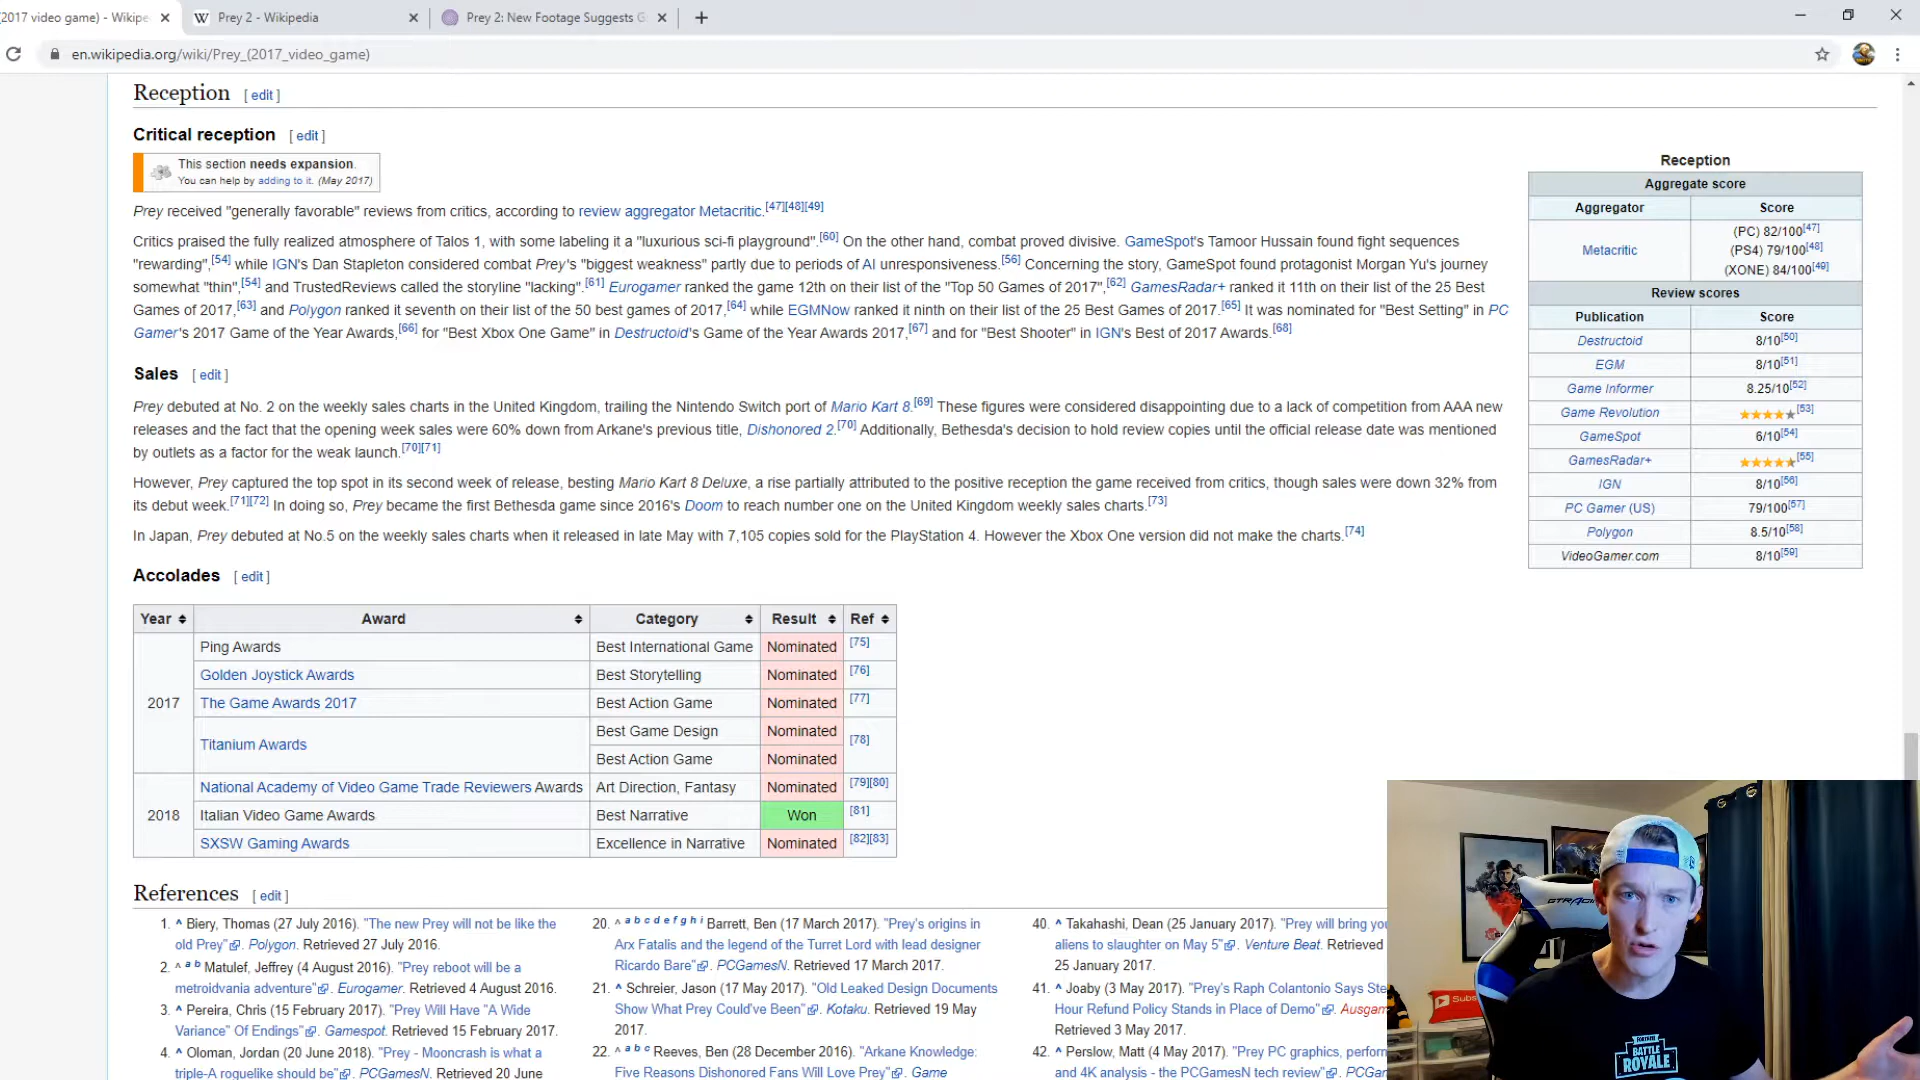 (2017 video game) - Wikipe
Prey 2 - Wikipedia
Prey 2: New Footage Suggests G
en.wikipedia.org/wiki/Prey_(2017_video_game)
Reception [ edit ]
Critical reception [ edit ]
This section needs expansion.
You can help by adding to it. (May 2017)
Prey received "generally favorable" reviews from critics, according to review aggregator Metacritic.[47][48][49]
Critics praised the fully realized atmosphere of Talos 1, with some labeling it a "luxurious sci-fi playground".[60] On the other hand, combat proved divisive. GameSpot's Tamoor Hussain found fight sequences
"rewarding",[54] while IGN's Dan Stapleton considered combat Prey's "biggest weakness" partly due to periods of AI unresponsiveness.[56] Concerning the story, GameSpot found protagonist Morgan Yu's journey
somewhat "thin",[54] and TrustedReviews called the storyline "lacking".[61] Eurogamer ranked the game 12th on their list of the "Top 50 Games of 2017",[62] GamesRadar+ ranked it 11th on their list of the 25 Best
Games of 2017,[63] and Polygon ranked it seventh on their list of the 50 best games of 2017,[64] while EGMNow ranked it ninth on their list of the 25 Best Games of 2017.[65] It was nominated for "Best Setting" in PC
Gamer's 2017 Game of the Year Awards,[66] for "Best Xbox One Game" in Destructoid's Game of the Year Awards 2017,[67] and for "Best Shooter" in IGN's Best of 2017 Awards.[68]
Sales [ edit ]
Prey debuted at No. 2 on the weekly sales charts in the United Kingdom, trailing the Nintendo Switch port of Mario Kart 8.[69] These figures were considered disappointing due to a lack of competition from AAA new
releases and the fact that the opening week sales were 60% down from Arkane's previous title, Dishonored 2.[70] Additionally, Bethesda's decision to hold review copies until the official release date was mentioned
by outlets as a factor for the weak launch.[70][71]
However, Prey captured the top spot in its second week of release, besting Mario Kart 8 Deluxe, a rise partially attributed to the positive reception the game received from critics, though sales were down 32% from
its debut week.[71][72] In doing so, Prey became the first Bethesda game since 2016's Doom to reach number one on the United Kingdom weekly sales charts.[73]
In Japan, Prey debuted at No.5 on the weekly sales charts when it released in late May with 7,105 copies sold for the PlayStation 4. However the Xbox One version did not make the charts.[74]
Reception
Aggregate score
Aggregator Score
Metacritic (PC) 82/100[47]
(PS4) 79/100[48]
(XONE) 84/100[49]
Review scores
Publication Score
Destructoid 8/10[50]
EGM 8/10[51]
Game Informer 8.25/10[52]
Game Revolution [53]
GameSpot 6/10[54]
GamesRadar+ [55]
IGN 8/10[56]
PC Gamer (US) 79/100[57]
Polygon 8.5/10[58]
VideoGamer.com 8/10[59]
Accolades [ edit ]
Year Award Category Result Ref
2017 Ping Awards Best International Game Nominated [75]
Golden Joystick Awards Best Storytelling Nominated [76]
The Game Awards 2017 Best Action Game Nominated [77]
Titanium Awards Best Game Design Nominated [78]
Best Action Game Nominated
2018 National Academy of Video Game Trade Reviewers Awards Art Direction, Fantasy Nominated [79][80]
Italian Video Game Awards Best Narrative Won [81]
SXSW Gaming Awards Excellence in Narrative Nominated [82][83]
References [ edit ]
1. ^ Biery, Thomas (27 July 2016). "The new Prey will not be like the
old Prey". Polygon. Retrieved 27 July 2016.
2. ^ a b Matulef, Jeffrey (4 August 2016). "Prey reboot will be a
metroidvania adventure". Eurogamer. Retrieved 4 August 2016.
3. ^ Pereira, Chris (15 February 2017). "Prey Will Have "A Wide
Variance" Of Endings". Gamespot. Retrieved 15 February 2017.
4. ^ Oloman, Jordan (20 June 2018). "Prey - Mooncrash is what a
triple-A roguelike should be". PCGamesN. Retrieved 20 June
20. ^ a b c d e f g h i Barrett, Ben (17 March 2017). "Prey's origins in
Arx Fatalis and the legend of the Turret Lord with lead designer
Ricardo Bare". PCGamesN. Retrieved 17 March 2017.
21. ^ Schreier, Jason (17 May 2017). "Old Leaked Design Documents
Show What Prey Could've Been". Kotaku. Retrieved 19 May
2017.
22. ^ a b c Reeves, Ben (28 December 2016). "Arkane Knowledge:
Five Reasons Dishonored Fans Will Love Prey". Game
40. ^ Takahashi, Dean (25 January 2017). "Prey will bring you
aliens to slaughter on May 5". Venture Beat. Retrieved
25 January 2017.
41. ^ Joaby (3 May 2017). "Prey's Raph Colantonio Says Ste
Hour Refund Policy Stands in Place of Demo". Ausgam
Retrieved 3 May 2017.
42. ^ Perslow, Matt (4 May 2017). "Prey PC graphics, perform
and 4K analysis - the PCGamesN tech review". PCGa
GTRACING
Subs
FORTNITE
BATTLE
ROYALE